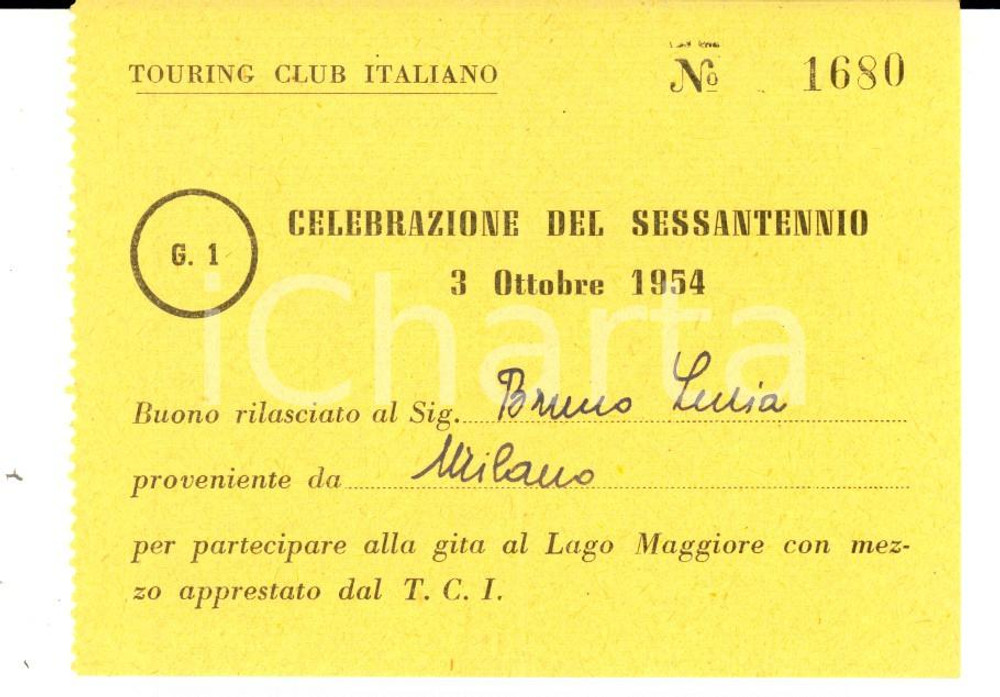 TOURING CLUB ITALIANO
Nº 1680
G. 1
CELEBRAZIONE DEL SESSANTENNIO
3 Ottobre 1954
iCharta
Buono rilasciato al Sig. Bruno
proveniente da Milano
per partecipare alla gita al Lago Maggiore con mez-
zo apprestato dal T. C. I.